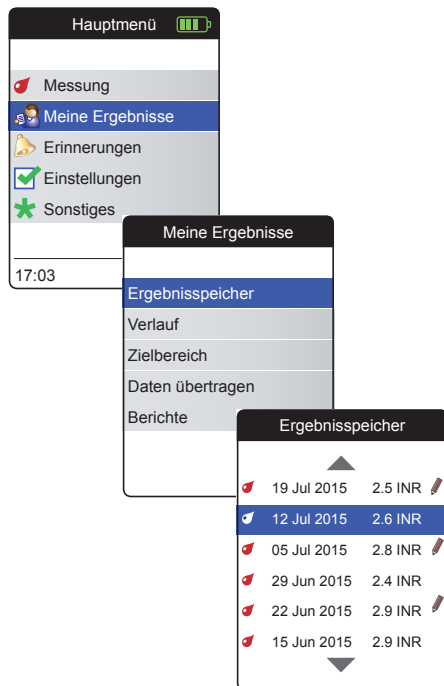 Hauptmenü
Messung
Meine Ergebnisse
Erinnerungen
Einstellungen
Sonstiges
17:03
Meine Ergebnisse
Ergebnisspeicher
Verlauf
Zielbereich
Daten übertragen
Berichte
Ergebnisspeicher
19 Jul 2015 2.5 INR
12 Jul 2015 2.6 INR
05 Jul 2015 2.8 INR
29 Jun 2015 2.4 INR
22 Jun 2015 2.9 INR
15 Jun 2015 2.9 INR